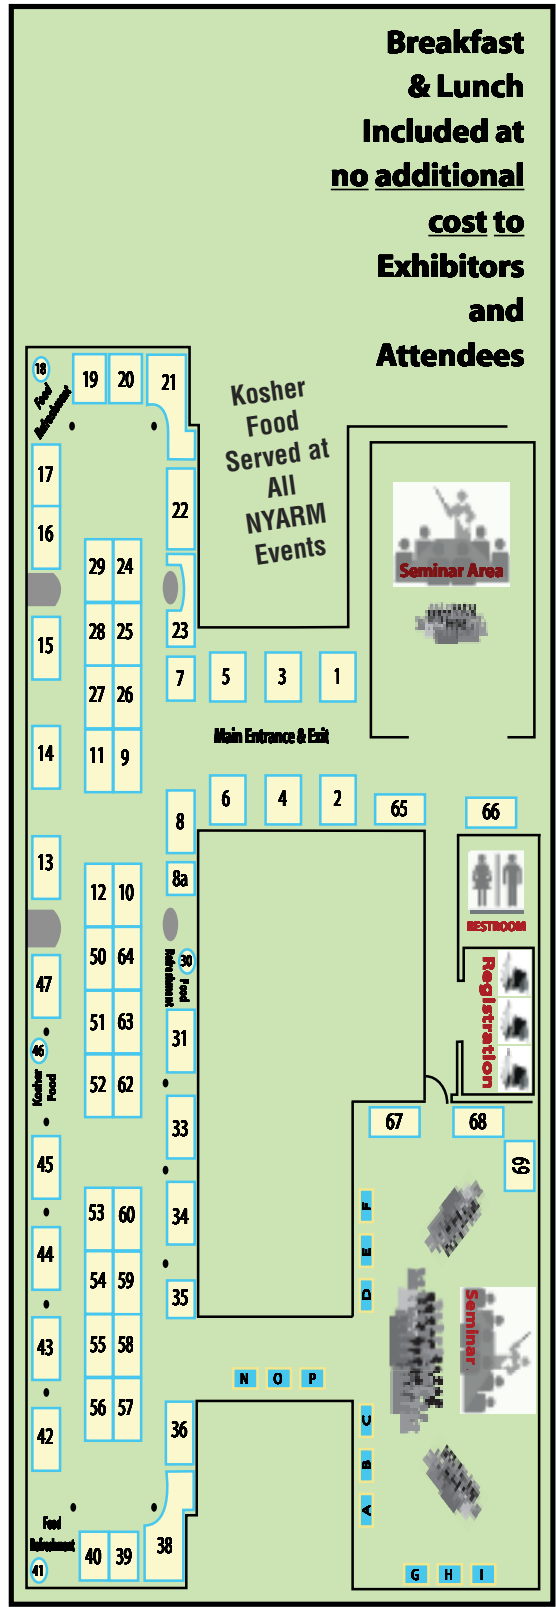 Breakfast
& Lunch
Included at
no additional
cost to
Exhibitors
and
Attendees
18
Food
Refreshment
19
20
21
Kosher
Food
Served at
All
NYARM
Events
17
16
22
Seminar Area
29
24
28
25
23
15
7
5
3
1
27
26
Main Entrance & Exit
14
11
9
6
4
2
65
66
8
13
8a
12
10
RESTROOM
50
64
30
Food
Refreshment
47
Registration
51
63
31
46
Kosher
Food
52
62
33
67
68
69
45
53
60
34
F
44
E
54
59
35
D
43
55
58
Seminar
N
O
P
42
56
57
36
C
B
A
Food
Refreshment
41
40
39
38
G
H
I